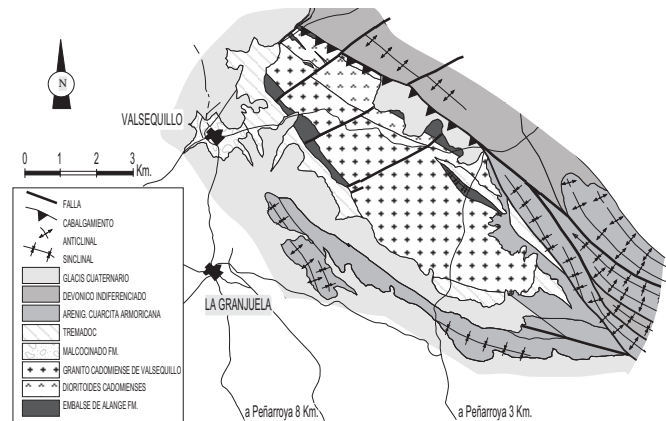 N
VALSEQUILLO
0 1 2 3
Km.
FALLA
CABALGAMIENTO
ANTICLINAL
SINCLINAL
GLACIS CUATERNARIO
DEVONICO INDIFERENCIADO
ARENIG. CUARCITA ARMORICANA
TREMADOC
MALCOCINADO FM.
GRANITO CADOMIENSE DE VALSEQUILLO
DIORITOIDES CADOMIENSES
EMBALSE DE ALANGE FM.
LA GRANJUELA
a Peñarroya 8 Km.
a Peñarroya 3 Km.